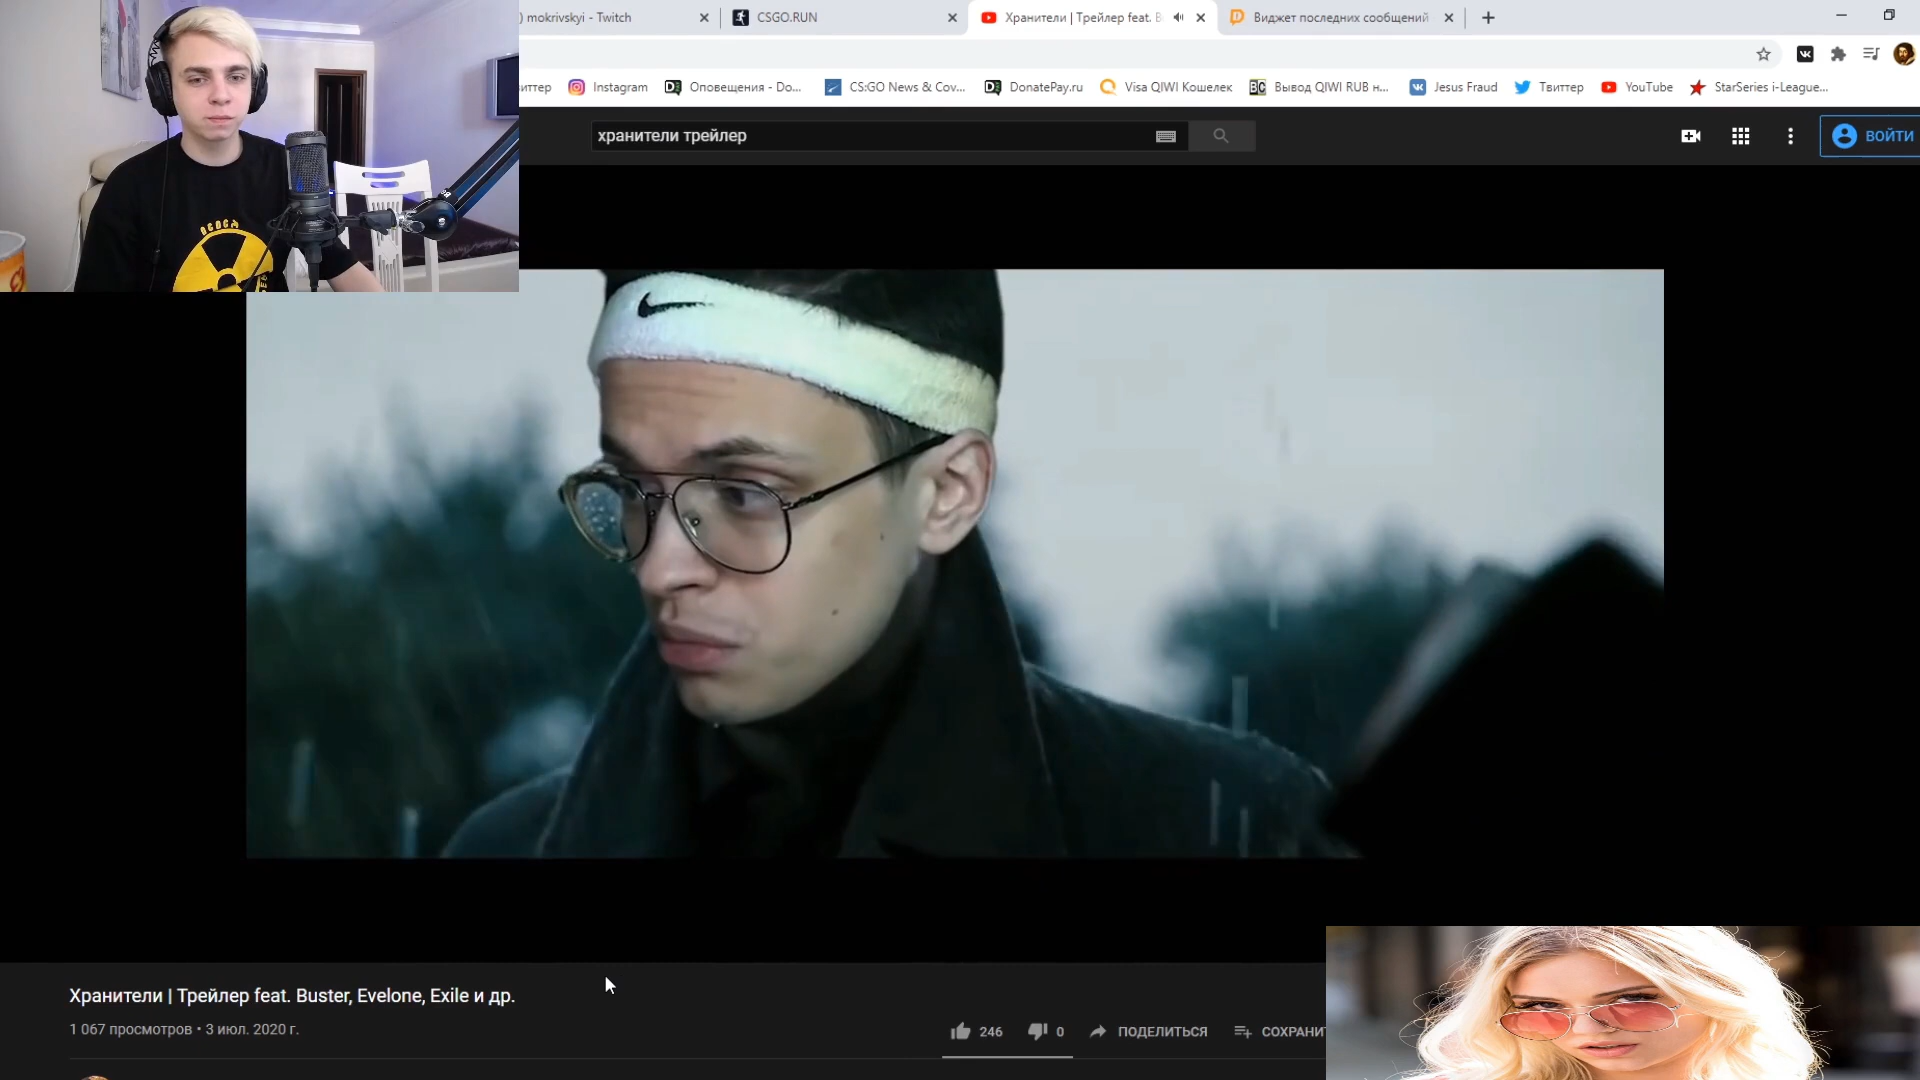 ) mokrivskyi - Twitch
CSGO.RUN
Хранители | Трейлер feat. B
Виджет последних сообщений
иттер
Instagram
Оповещения - Do...
CS:GO News & Cov...
DonatePay.ru
Visa QIWI Кошелек
BC Вывод QIWI RUB н...
Jesus Fraud
Твиттер
YouTube
StarSeries i-League...
хранители трейлер
ВОЙТИ
Хранители | Трейлер feat. Buster, Evelone, Exile и др.
1 067 просмотров • 3 июл. 2020 г.
246
0
ПОДЕЛИТЬСЯ
СОХРАНИТ